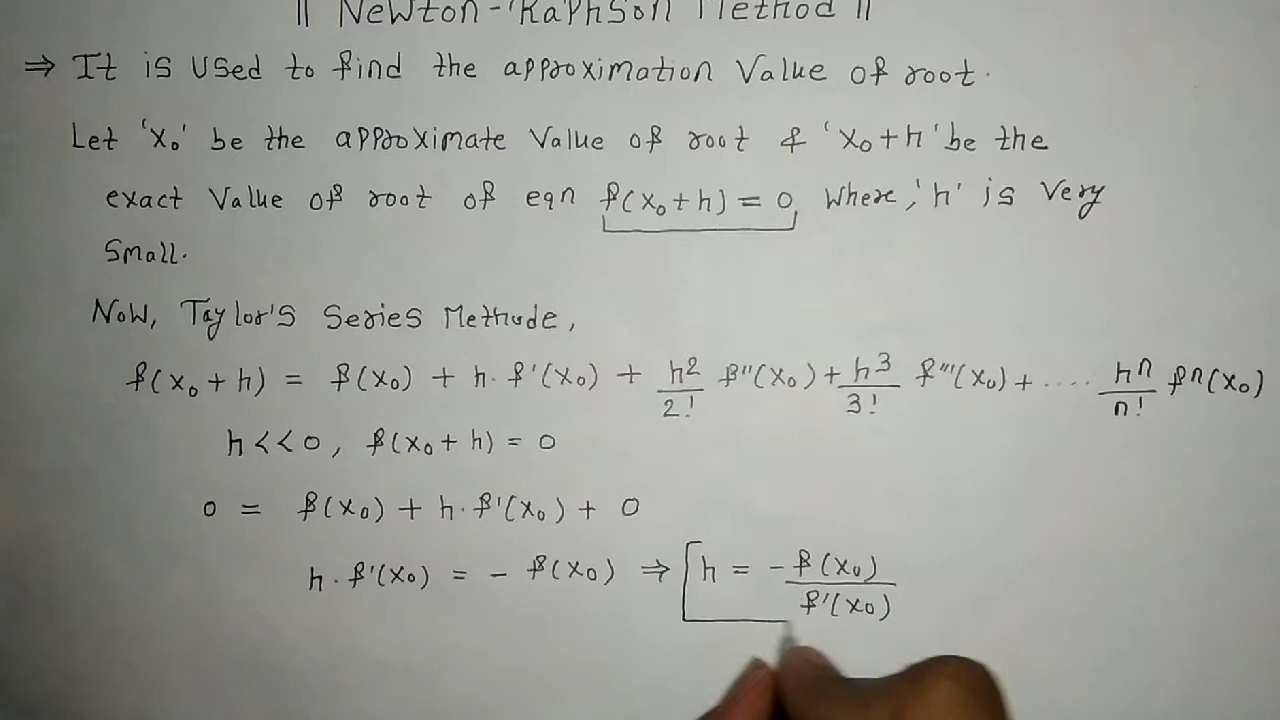 || Newton-Raphson Method ||
⇒ It is used to find the approximation value of root.
Let 'x₀' be the approximate value of root & 'x₀+h' be the
exact value of root of eqn f(x₀+h) = 0, where, 'h' is very
small.
Now, Taylor's Series Methode,
f(x₀+h) = f(x₀) + h·f'(x₀) + h²/2! f''(x₀) + h³/3! f'''(x₀) + .... hⁿ/n! fⁿ(x₀)
h<<0, f(x₀+h) = 0
0 = f(x₀) + h·f'(x₀) + 0
h·f'(x₀) = - f(x₀) ⇒ h = - f(x₀)/f'(x₀)